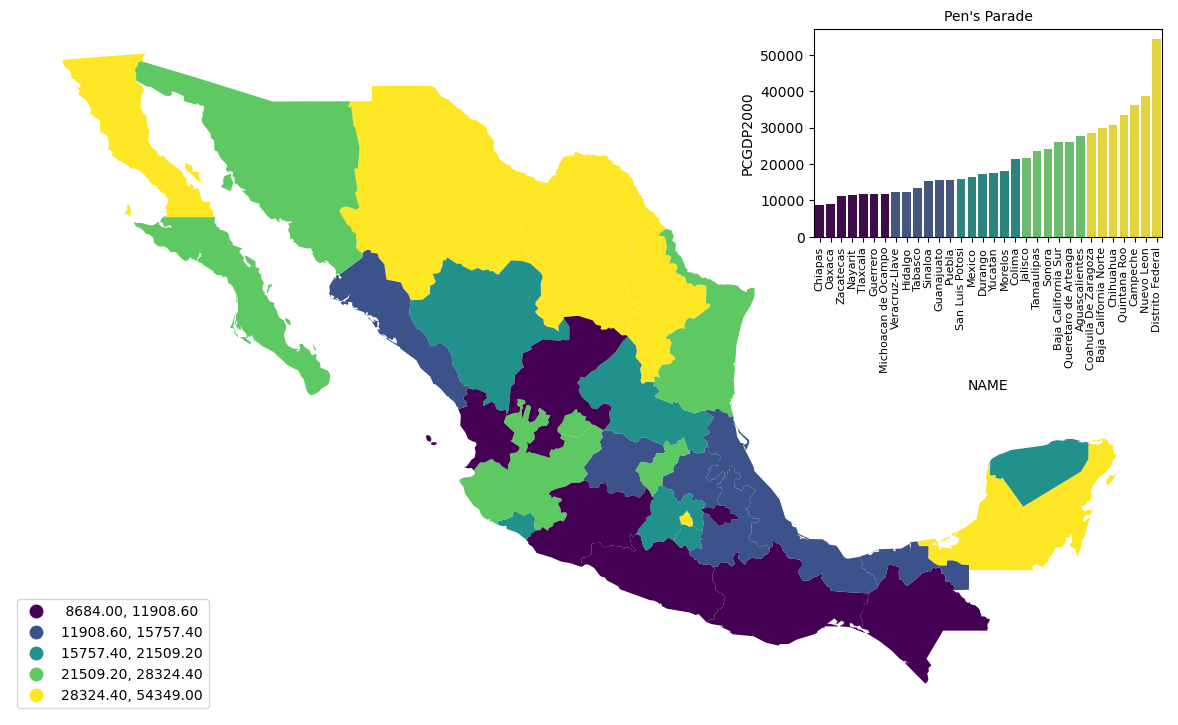 Pen's Parade
PCGDP2000
50000
40000
30000
20000
10000
0
Chiapas
Oaxaca
Zacatecas
Nayarit
Tlaxcala
Guerrero
Michoacan de Ocampo
Veracruz-Llave
Hidalgo
Tabasco
Sinaloa
Guanajuato
Puebla
San Luis Potosi
Mexico
Durango
Yucatan
Morelos
Colima
Jalisco
Tamaulipas
Sonora
Baja California Sur
Queretaro de Arteaga
Aguascalientes
Coahuila De Zaragoza
Baja California Norte
Chihuahua
Quintana Roo
Campeche
Nuevo Leon
Distrito Federal
NAME
8684.00, 11908.60
11908.60, 15757.40
15757.40, 21509.20
21509.20, 28324.40
28324.40, 54349.00